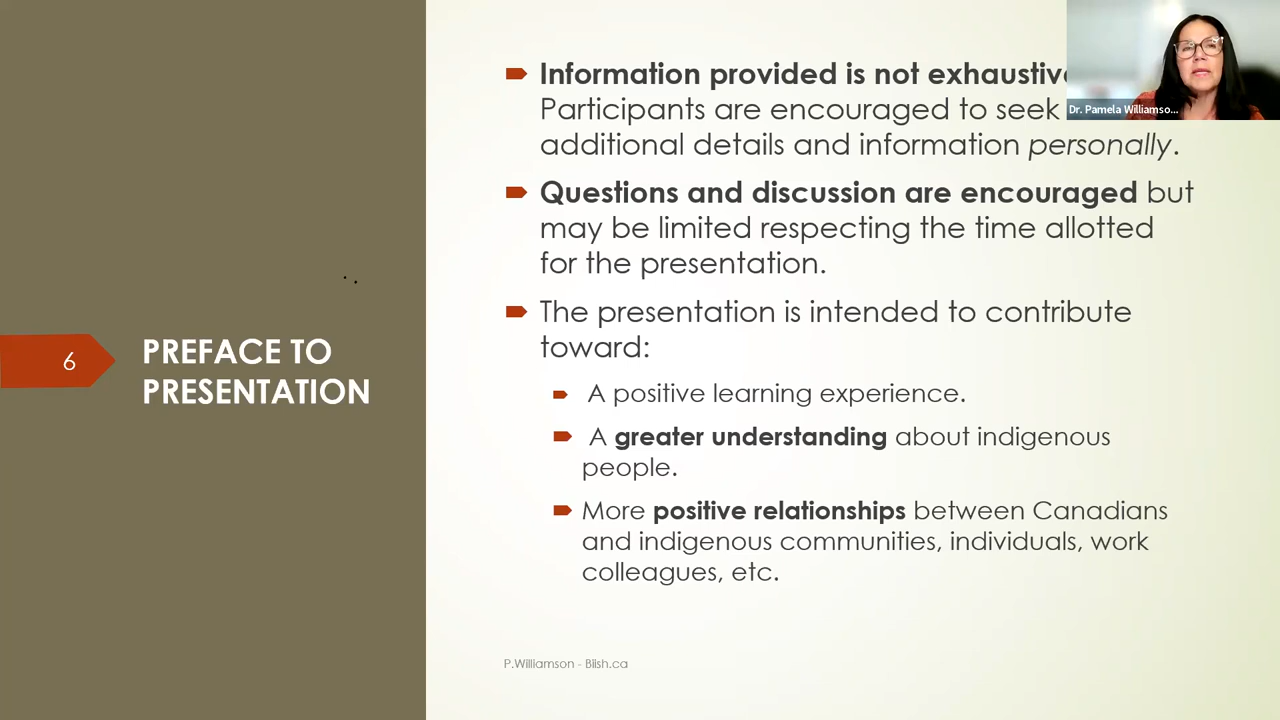 Information provided is not exhaustive
Participants are encouraged to seek
additional details and information personally.
Questions and discussion are encouraged but
may be limited respecting the time allotted
for the presentation.
The presentation is intended to contribute
toward:
A positive learning experience.
A greater understanding about indigenous
people.
More positive relationships between Canadians
and indigenous communities, individuals, work
colleagues, etc.
6
PREFACE TO
PRESENTATION
P.Williamson - Biish.ca
Dr. Pamela Williamso...